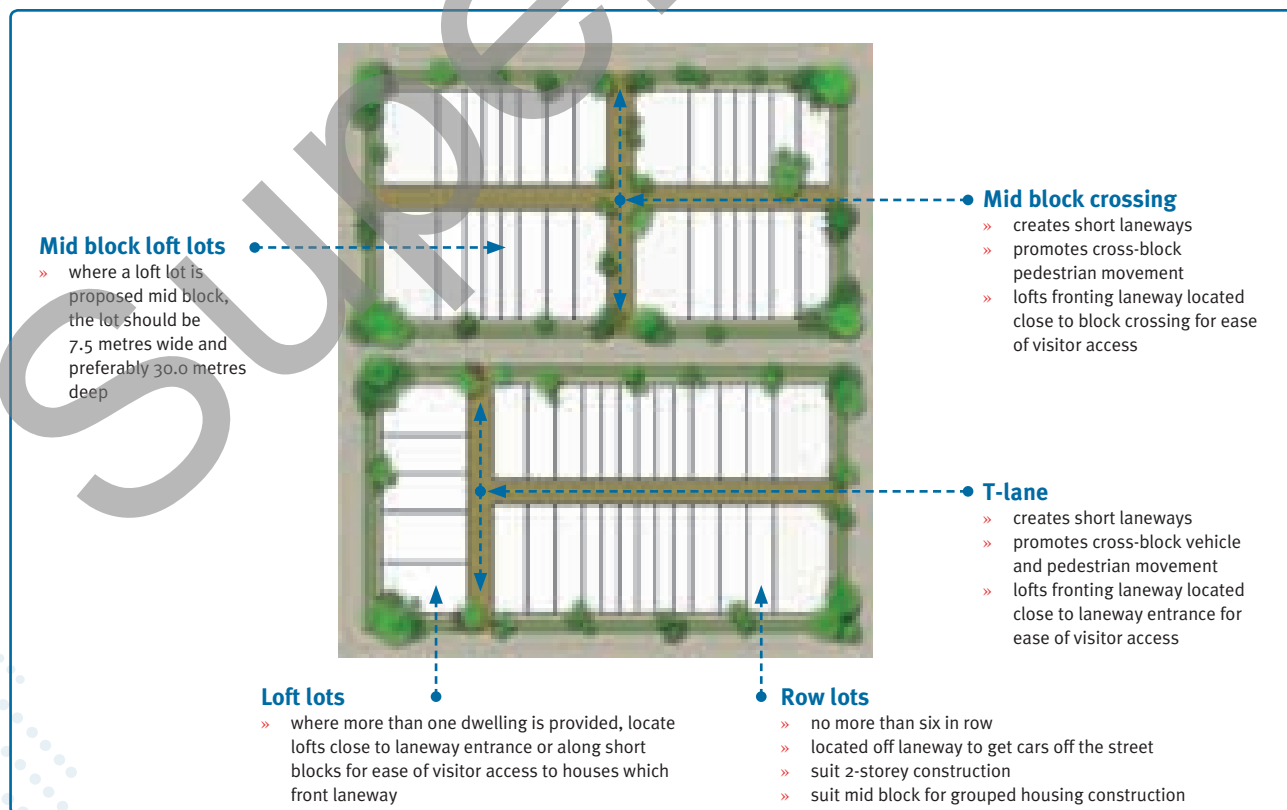 Supe
Mid block loft lots
» where a loft lot is
proposed mid block,
the lot should be
7.5 metres wide and
preferably 30.0 metres
deep
Mid block crossing
» creates short laneways
» promotes cross-block
pedestrian movement
» lofts fronting laneway located
close to block crossing for ease
of visitor access
T-lane
» creates short laneways
» promotes cross-block vehicle
and pedestrian movement
» lofts fronting laneway located
close to laneway entrance for
ease of visitor access
Loft lots
» where more than one dwelling is provided, locate
lofts close to laneway entrance or along short
blocks for ease of visitor access to houses which
front laneway
Row lots
» no more than six in row
» located off laneway to get cars off the street
» suit 2-storey construction
» suit mid block for grouped housing construction